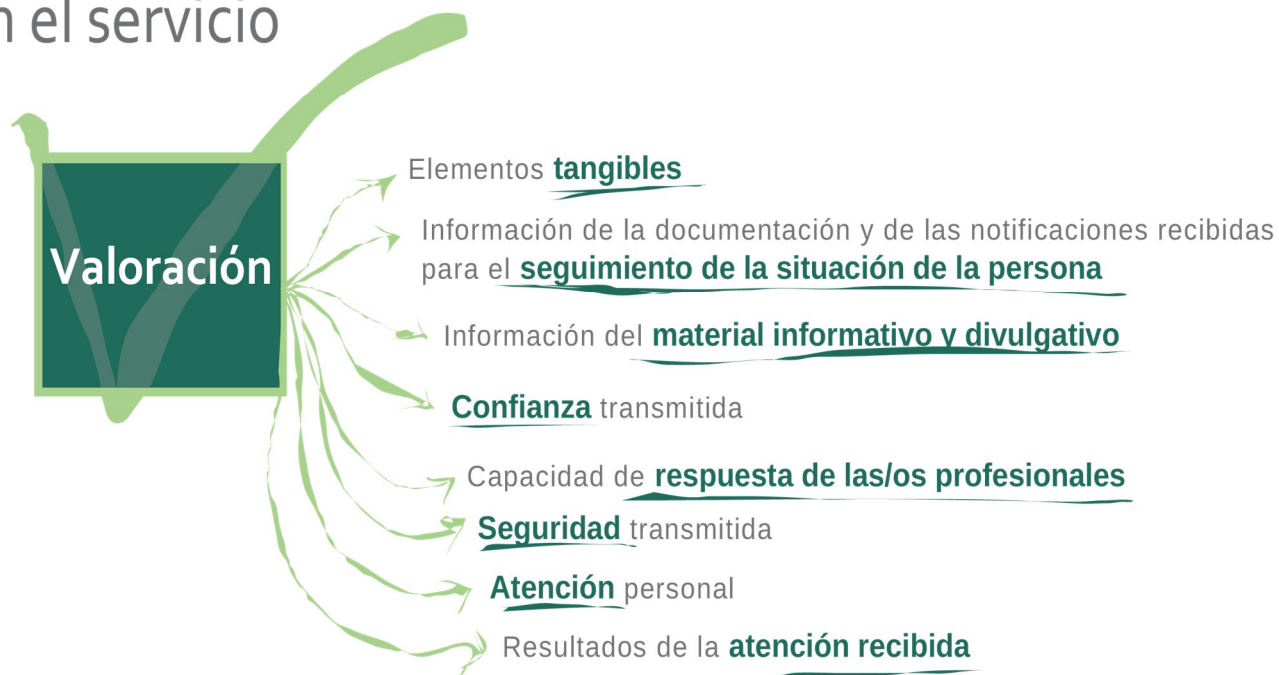 el servicio
Valoración
Elementos tangibles
Información de la documentación y de las notificaciones recibidas
para el seguimiento de la situación de la persona
Información del material informativo y divulgativo
Confianza transmitida
Capacidad de respuesta de las/os profesionales
Seguridad transmitida
Atención personal
Resultados de la atención recibida